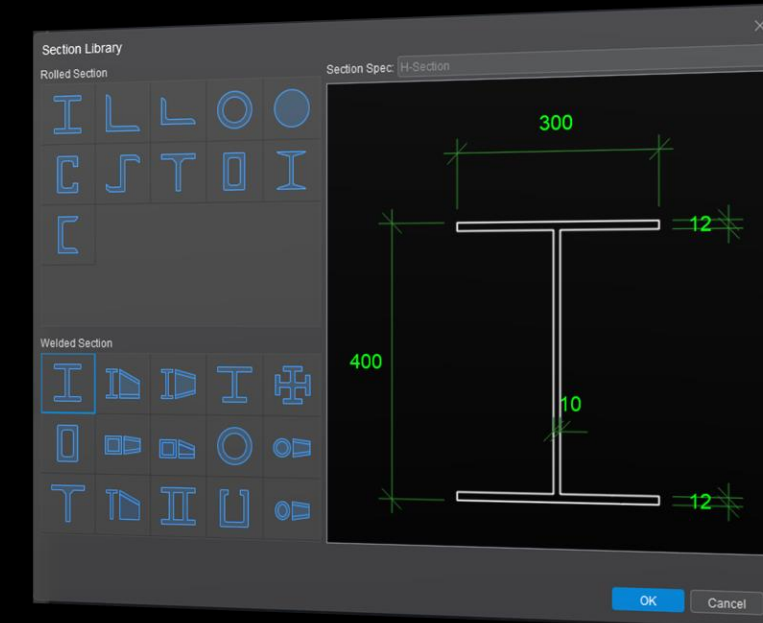 Section Library
Rolled Section
Section Spec: H-Section
300
12
400
10
12
Welded Section
OK
Cancel